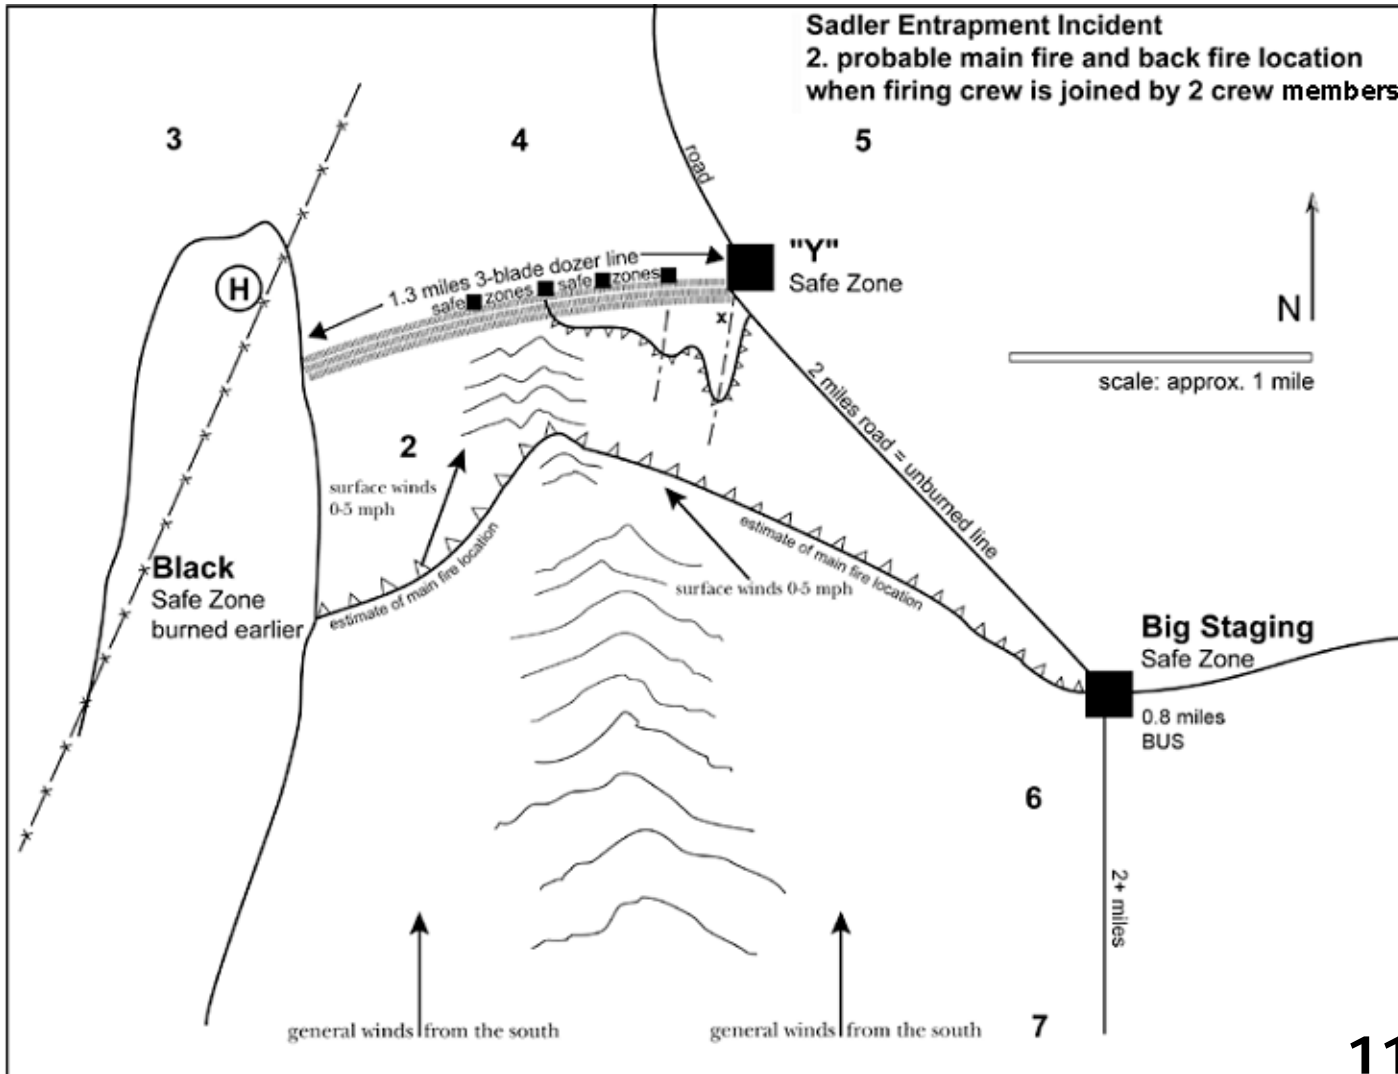 Sadler Entrapment Incident
2. probable main fire and back fire location
when firing crew is joined by 2 crew members
3
4
5
road
"Y"
Safe Zone
H
1.3 miles 3-blade dozer line
safe zones safe zones
x
N
scale: approx. 1 mile
2 miles road = unburned line
2
surface winds
0-5 mph
estimate of main fire location
estimate of main fire location
surface winds 0-5 mph
Black
Safe Zone
burned earlier
Big Staging
Safe Zone
0.8 miles
BUS
6
2+ miles
general winds from the south
general winds from the south
7
11